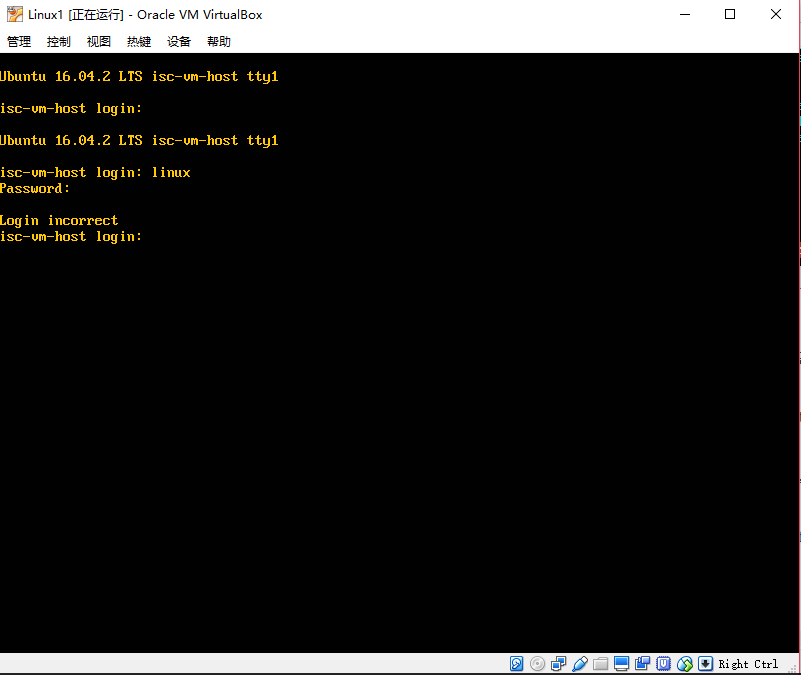 Linux1 [正在运行] - Oracle VM VirtualBox
管理 控制 视图 热键 设备 帮助
Ubuntu 16.04.2 LTS isc-vm-host tty1
isc-vm-host login:
Ubuntu 16.04.2 LTS isc-vm-host tty1
isc-vm-host login: linux
Password:
Login incorrect
isc-vm-host login:
Right Ctrl